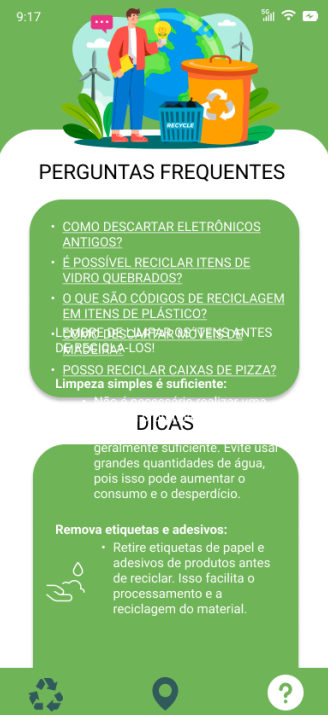 9:17
5G
RECYCLE
PERGUNTAS FREQUENTES
• COMO DESCARTAR ELETRÔNICOS
ANTIGOS?
• É POSSÍVEL RECICLAR ITENS DE
VIDRO QUEBRADOS?
• O QUE SÃO CÓDIGOS DE RECICLAGEM
EM ITENS DE PLÁSTICO?
• COMO DESCARTAR MÓVEIS DE
LEMBRE DE LIMPAR OS ITENS ANTES
MADEIRA?
DE RECICLA-LOS!
• POSSO RECICLAR CAIXAS DE PIZZA?
Limpeza simples é suficiente:
• Não é necessário realizar uma
DICAS
geralmente suficiente. Evite usar
grandes quantidades de água,
pois isso pode aumentar o
consumo e o desperdício.
Remova etiquetas e adesivos:
• Retire etiquetas de papel e
adesivos de produtos antes
de reciclar. Isso facilita o
processamento e a
reciclagem do material.
?